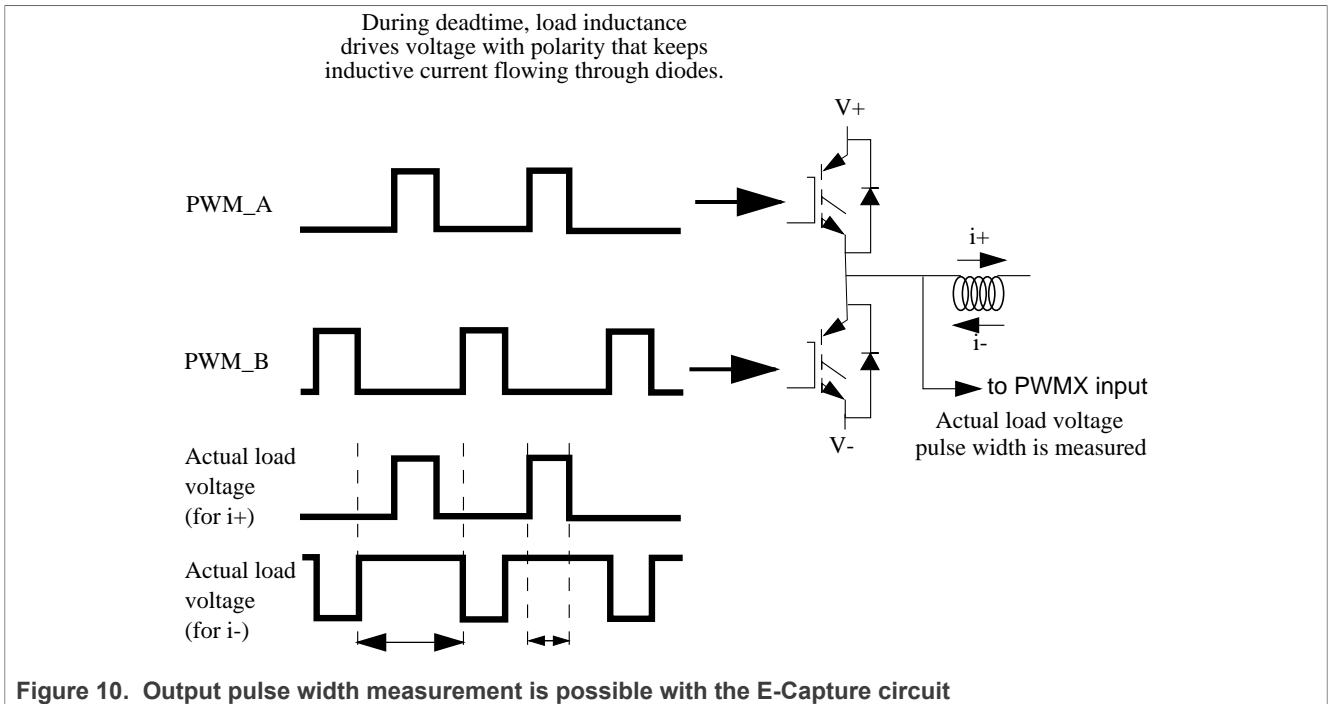 During deadtime, load inductance
drives voltage with polarity that keeps
inductive current flowing through diodes.
V+
PWM_A
i+
PWM_B
i-
to PWMX input
Actual load voltage
pulse width is measured
V-
Actual load
voltage
(for i+)
Actual load
voltage
(for i-)
Figure 10. Output pulse width measurement is possible with the E-Capture circuit